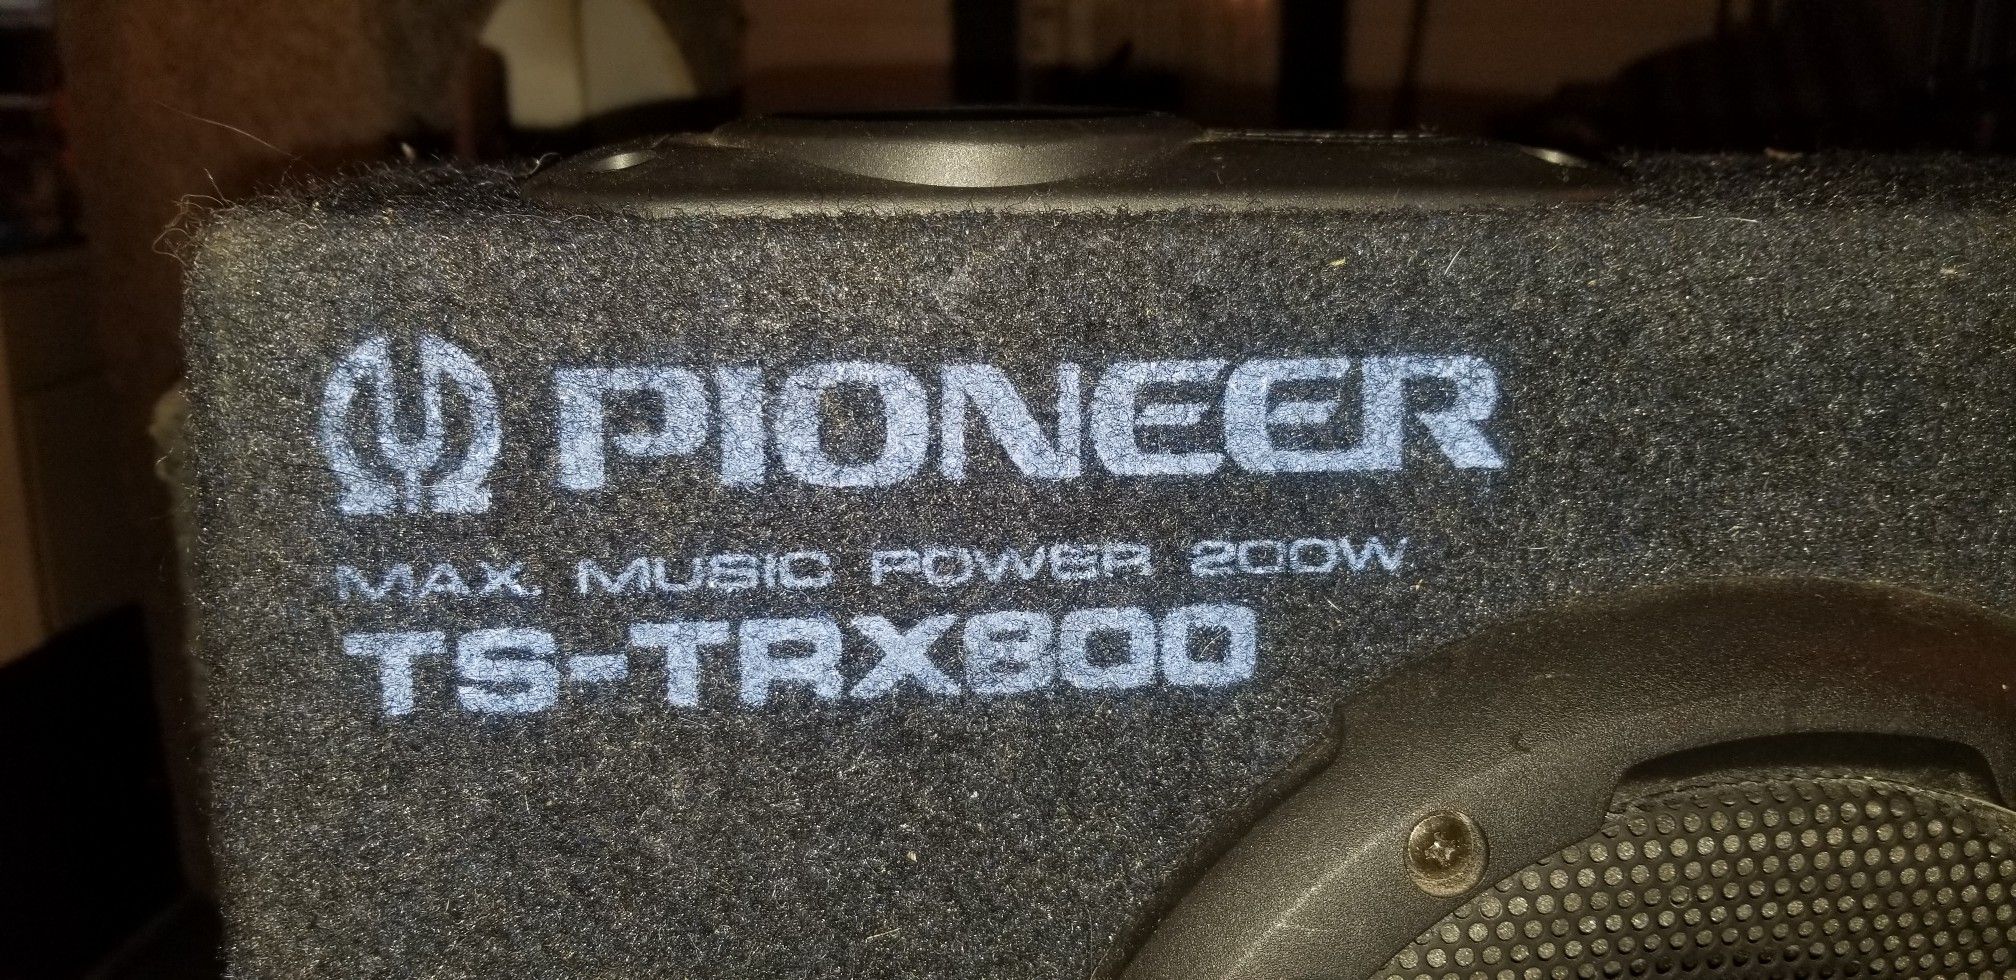 PIONEER
MAX. MUSIC POWER 200W
TS-TRX800